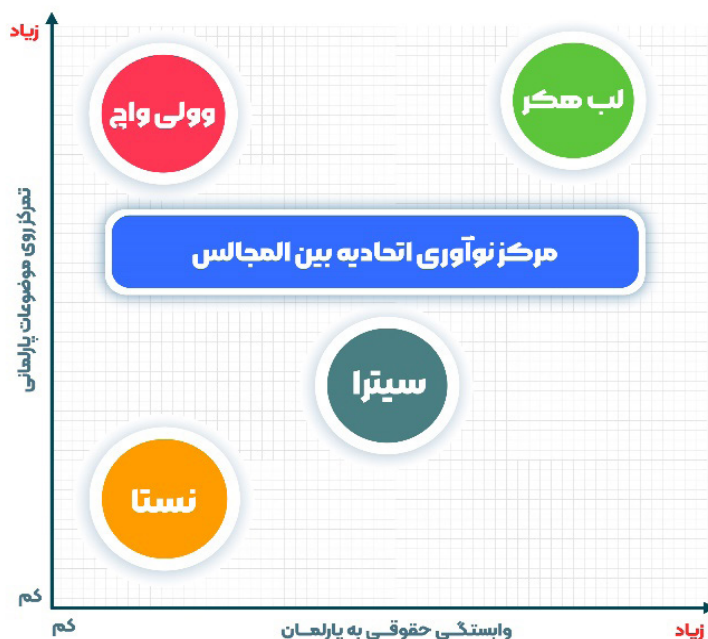 زیاد
وولی واچ
لب هکر
تمرکز روی موضوعات پارلمانی
مرکز نوآوری اتحادیه بین المجالس
سیترا
نستا
کم
کم
وابستگی حقوقی به پارلمان
زیاد